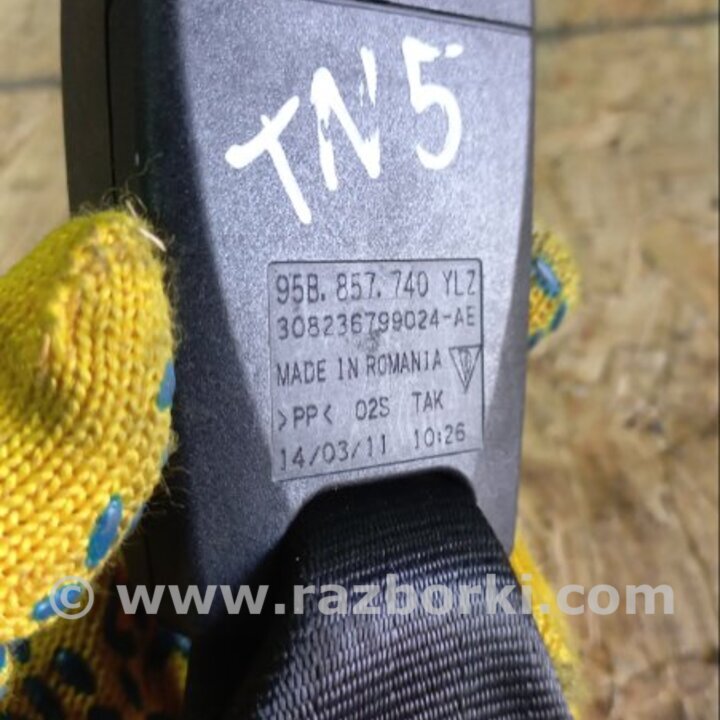 TN 5
95B. 857. 740 YLZ
308236799024-AE
MADE IN ROMANIA
>PP< 02S TAK
14/03/11 10:26
© www.razborki.com